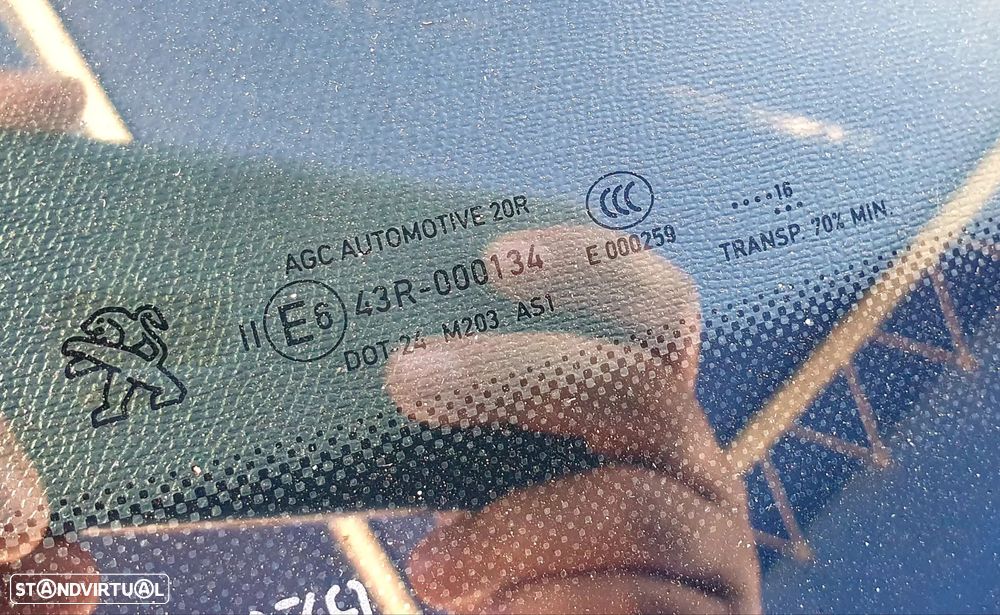 AGC AUTOMOTIVE 20R
II E6 43R-000134
DOT-24 M203 AS1
CCC
E 000259
....16
...
TRANSP. 70% MIN.
STANDVIRTUAL